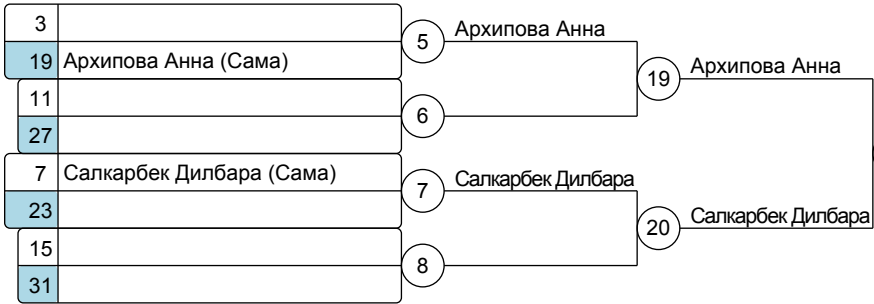 3
5
Архипова Анна
19 Архипова Анна (Сама)
19
Архипова Анна
11
6
27
7 Салкарбек Дилбара (Сама)
7
Салкарбек Дилбара
23
20
Салкарбек Дилбара
15
8
31